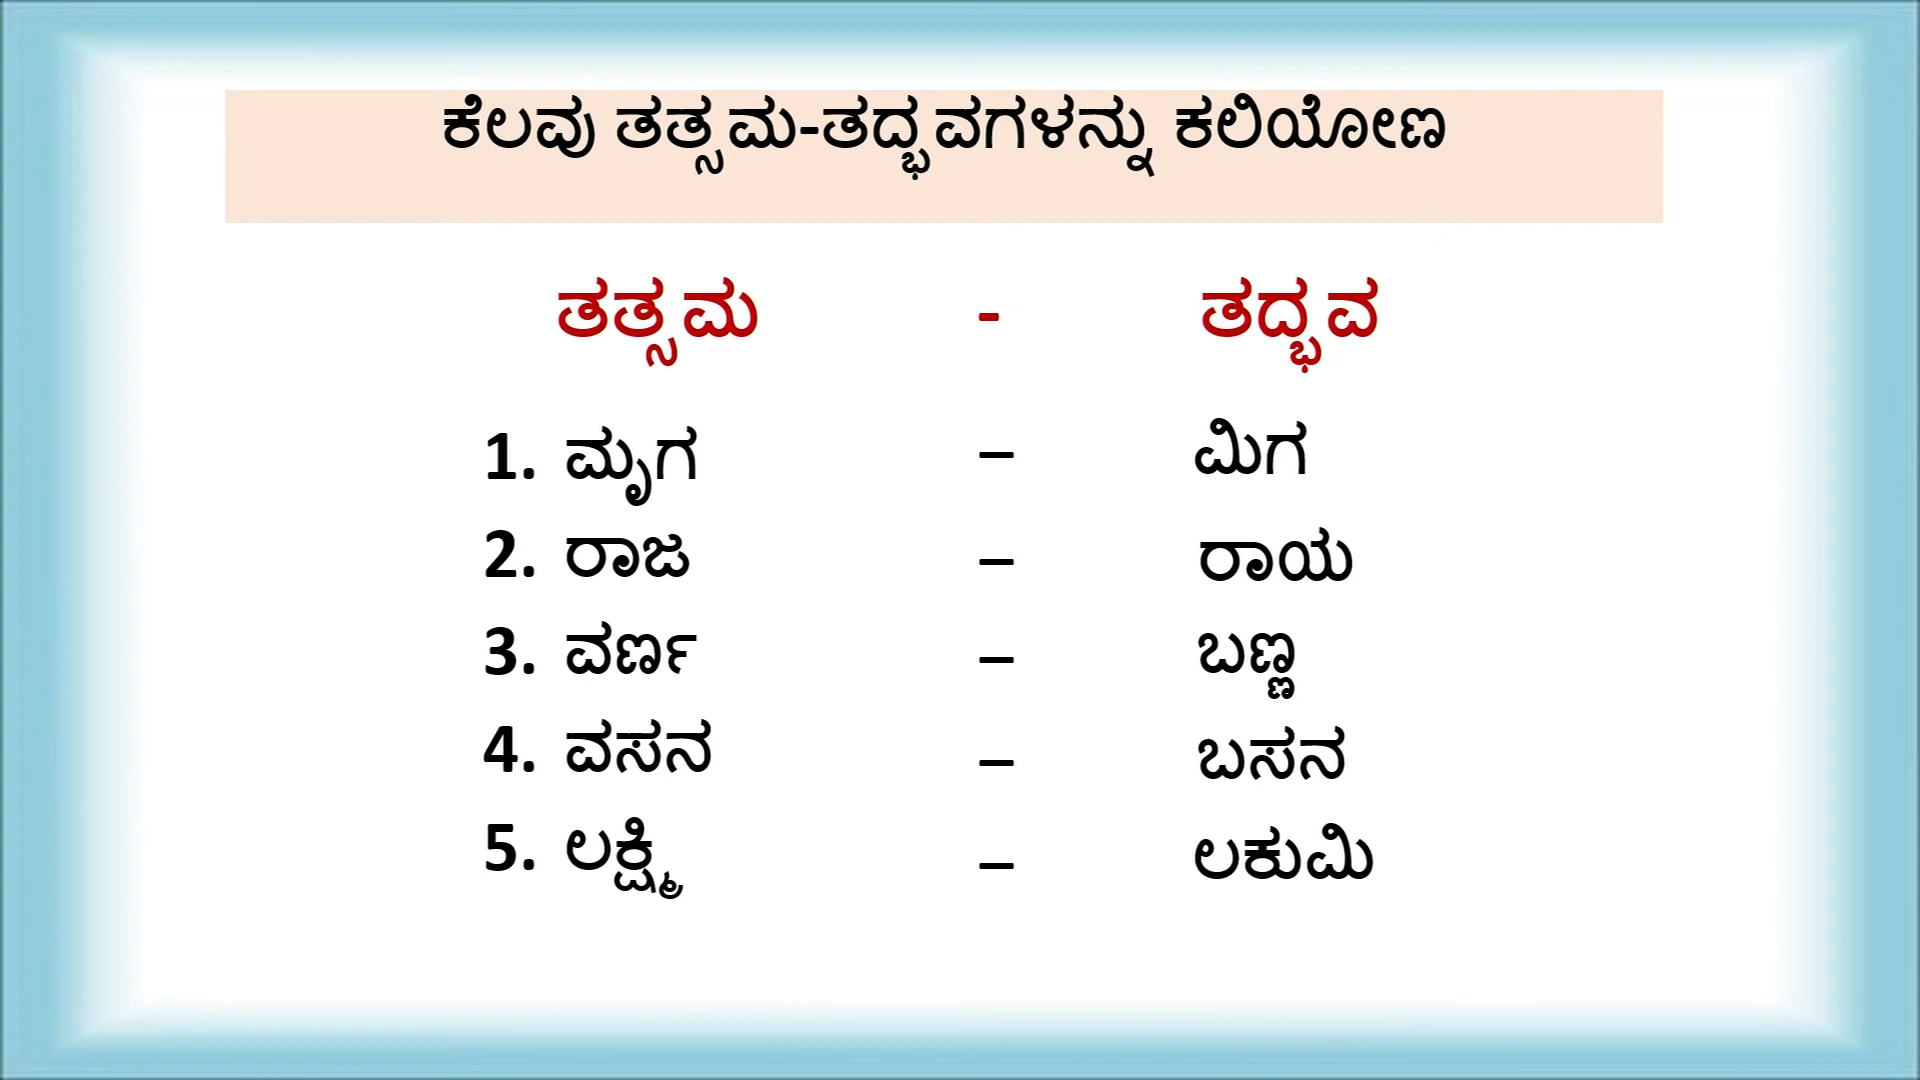 ಕೆಲವು ತತ್ಸಮ-ತದ್ಭವಗಳನ್ನು ಕಲಿಯೋಣ
ತತ್ಸಮ - ತದ್ಭವ
1. ಮೃಗ – ಮಿಗ
2. ರಾಜ – ರಾಯ
3. ವರ್ಣ – ಬಣ್ಣ
4. ವಸನ – ಬಸನ
5. ಲಕ್ಷ್ಮಿ – ಲಕುಮಿ